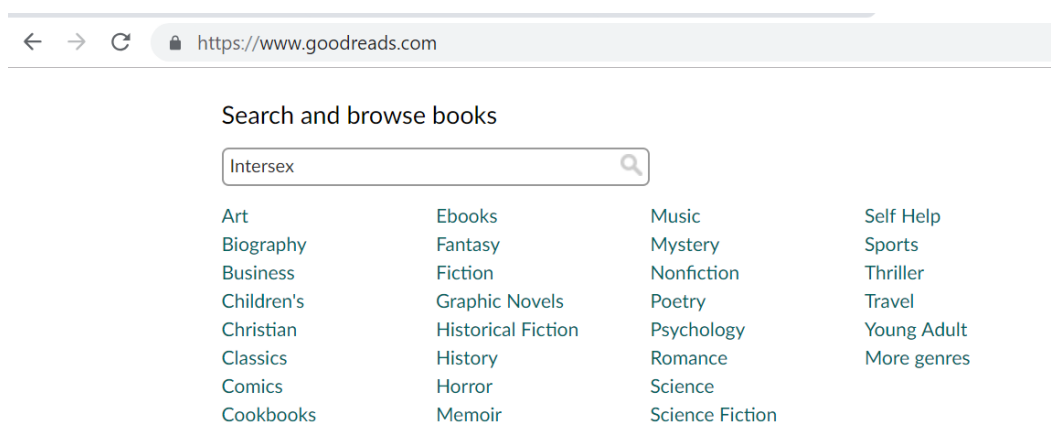 https://www.goodreads.com
Search and browse books
Intersex
Art Ebooks Music Self Help
Biography Fantasy Mystery Sports
Business Fiction Nonfiction Thriller
Children's Graphic Novels Poetry Travel
Christian Historical Fiction Psychology Young Adult
Classics History Romance More genres
Comics Horror Science
Cookbooks Memoir Science Fiction